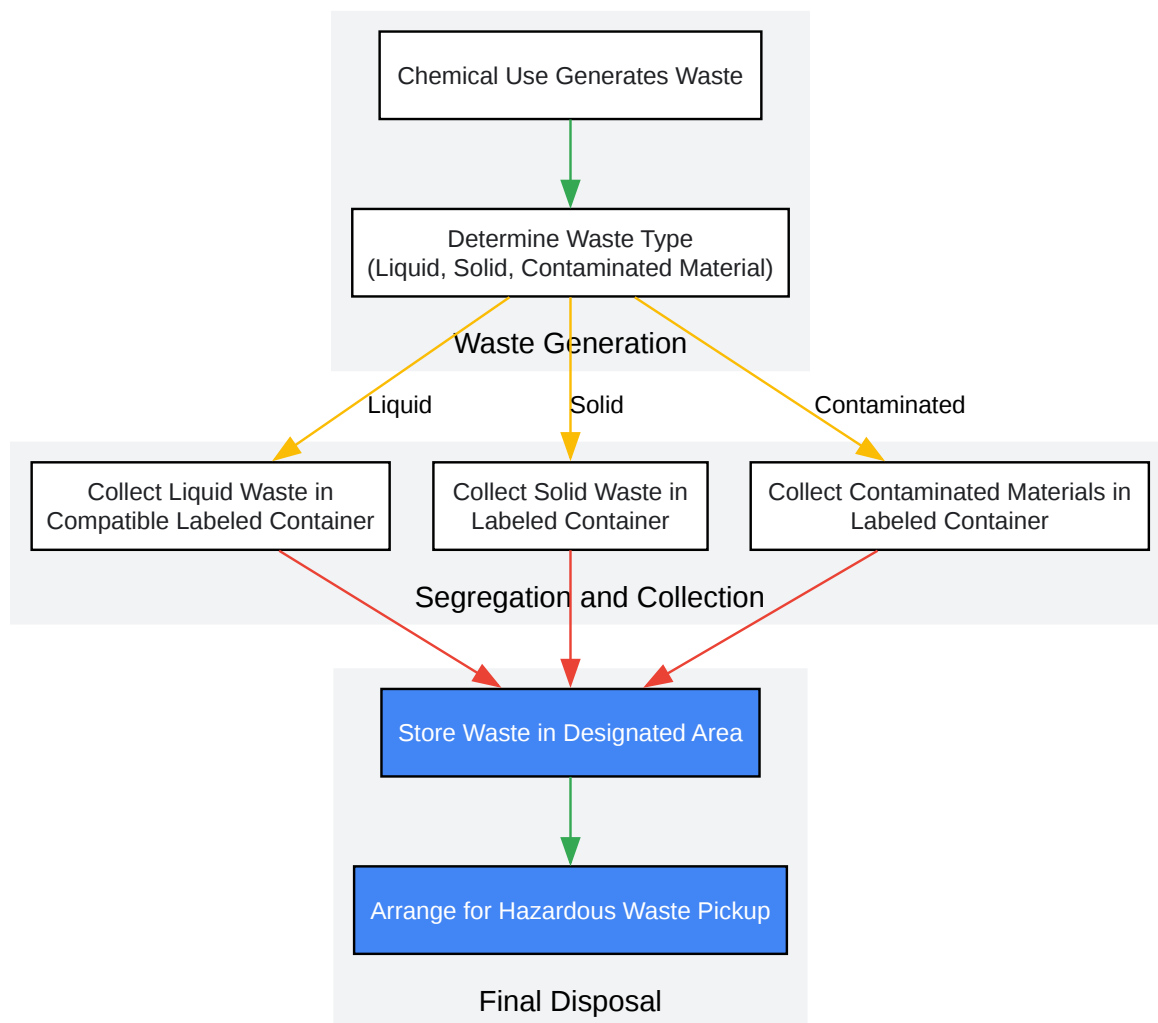 Chemical Use Generates Waste
Determine Waste Type
(Liquid, Solid, Contaminated Material)
Waste Generation
Liquid
Solid
Contaminated
Collect Liquid Waste in
Compatible Labeled Container
Collect Solid Waste in
Labeled Container
Collect Contaminated Materials in
Labeled Container
Segregation and Collection
Store Waste in Designated Area
Arrange for Hazardous Waste Pickup
Final Disposal